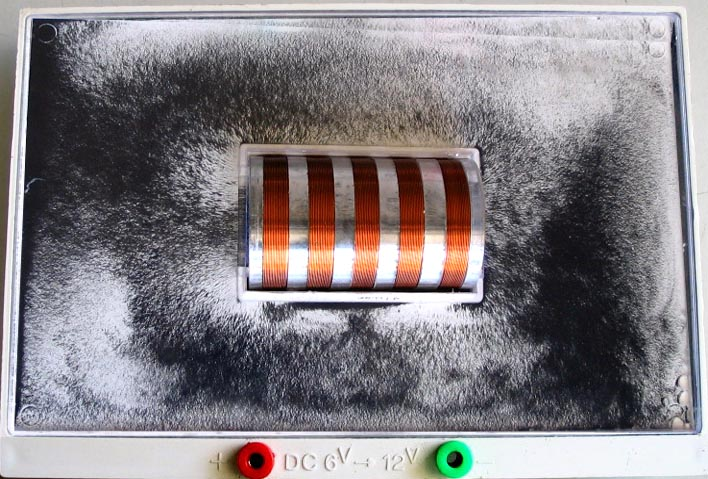 + DC 6V→12V −